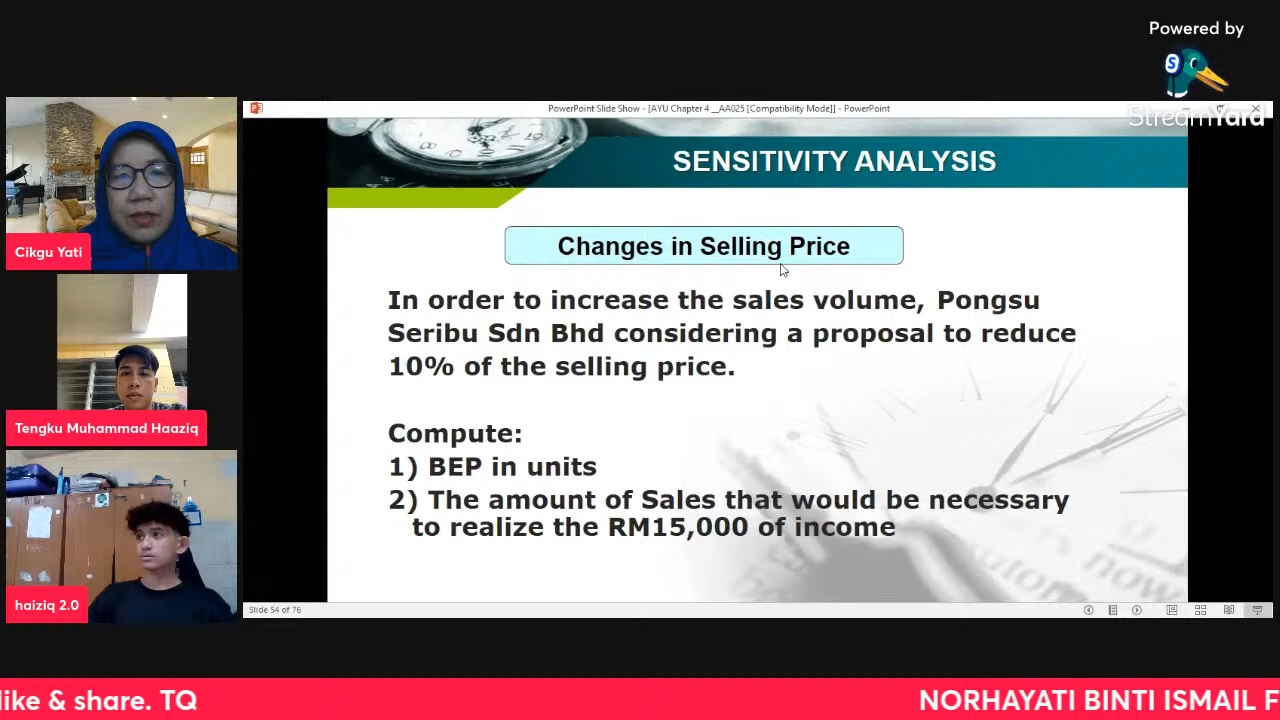 Powered by
StreamYard
PowerPoint Slide Show - [AYU Chapter 4 __AA025 [Compatibility Mode]] - PowerPoint
SENSITIVITY ANALYSIS
Changes in Selling Price
In order to increase the sales volume, Pongsu
Seribu Sdn Bhd considering a proposal to reduce
10% of the selling price.
Compute:
1) BEP in units
2) The amount of Sales that would be necessary
to realize the RM15,000 of income
Slide 54 of 76
Cikgu Yati
Tengku Muhammad Haaziq
haiziq 2.0
like & share. TQ
NORHAYATI BINTI ISMAIL F